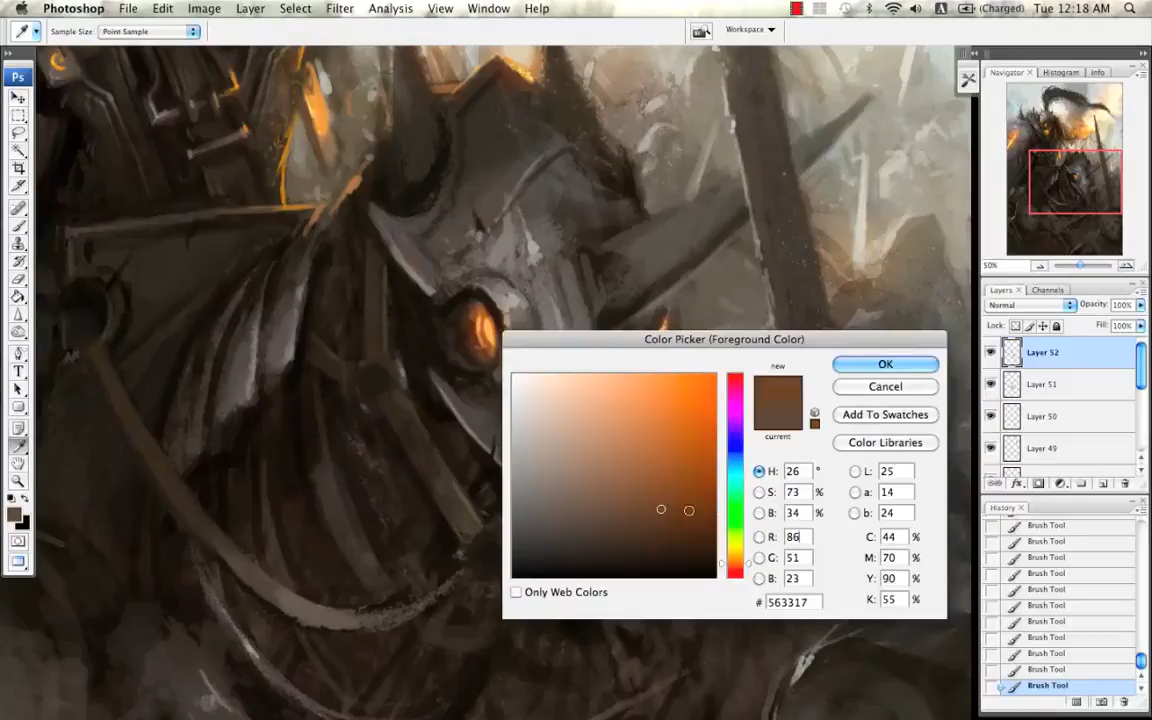 Photoshop File Edit Image Layer Select Filter Analysis View Window Help (Charged) Tue 12:18 AM
Sample Size: Point Sample Workspace
Ps
Navigator Histogram Info
50%
Layers Channels
Normal Opacity: 100%
Lock: Fill: 100%
Layer 52
Layer 51
Layer 50
Layer 49
History
Brush Tool
Brush Tool
Brush Tool
Brush Tool
Brush Tool
Brush Tool
Brush Tool
Brush Tool
Brush Tool
Brush Tool
Brush Tool
Color Picker (Foreground Color)
new
current
OK
Cancel
Add To Swatches
Color Libraries
H: 26 ° L: 25
S: 73 % a: 14
B: 34 % b: 24
R: 86 C: 44 %
G: 51 M: 70 %
B: 23 Y: 90 %
# 563317 K: 55 %
Only Web Colors